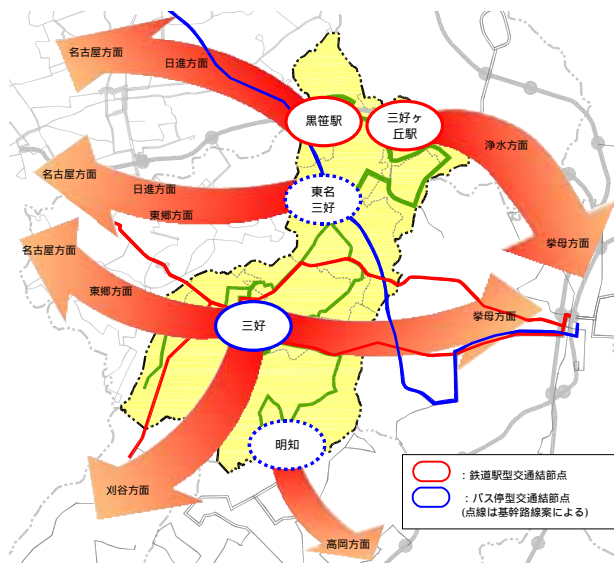 名古屋方面
日進方面
黒笹駅
三好ヶ
丘駅
浄水方面
挙母方面
名古屋方面
日進方面
東郷方面
東名
三好
名古屋方面
東郷方面
三好
挙母方面
明知
刈谷方面
高岡方面
：鉄道駅型交通結節点
：バス停型交通結節点
(点線は基幹路線案による)